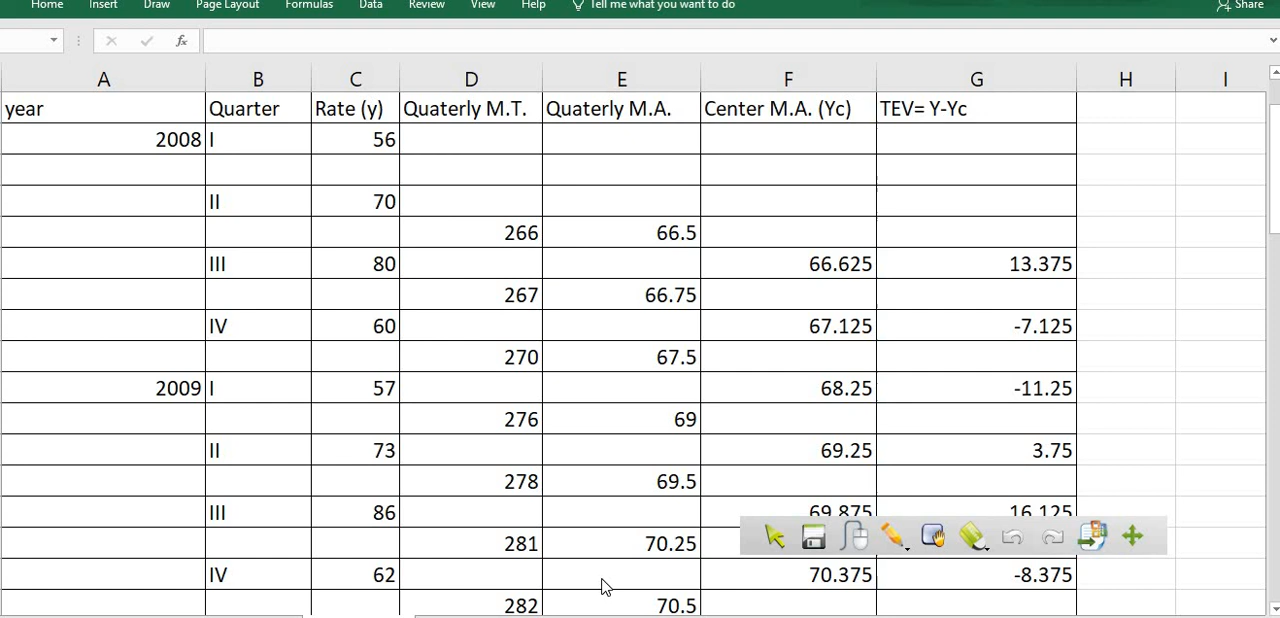 Home Insert Draw Page Layout Formulas Data Review View Help Tell me what you want to do Share
fx
A B C D E F G H I
year Quarter Rate (y) Quaterly M.T. Quaterly M.A. Center M.A. (Yc) TEV= Y-Yc
2008 I 56
II 70
266 66.5
III 80 66.625 13.375
267 66.75
IV 60 67.125 -7.125
270 67.5
2009 I 57 68.25 -11.25
276 69
II 73 69.25 3.75
278 69.5
III 86 69.875 16.125
281 70.25
IV 62 70.375 -8.375
282 70.5